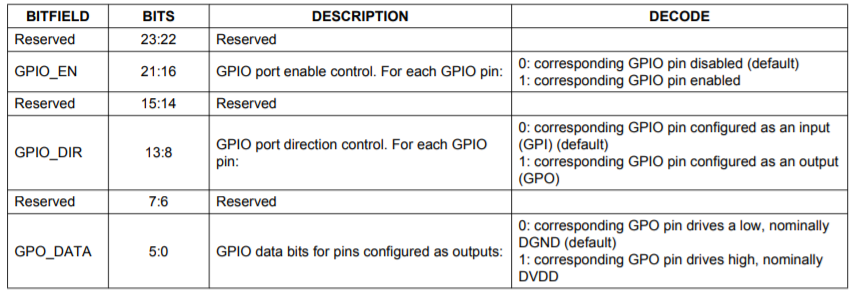 BITFIELD BITS DESCRIPTION DECODE
Reserved 23:22 Reserved
GPIO_EN 21:16 GPIO port enable control. For each GPIO pin: 0: corresponding GPIO pin disabled (default)
1: corresponding GPIO pin enabled
Reserved 15:14 Reserved
GPIO_DIR 13:8 GPIO port direction control. For each GPIO
pin: 0: corresponding GPIO pin configured as an input
(GPI) (default)
1: corresponding GPIO pin configured as an output
(GPO)
Reserved 7:6 Reserved
GPO_DATA 5:0 GPIO data bits for pins configured as outputs: 0: corresponding GPO pin drives a low, nominally
DGND (default)
1: corresponding GPO pin drives high, nominally
DVDD